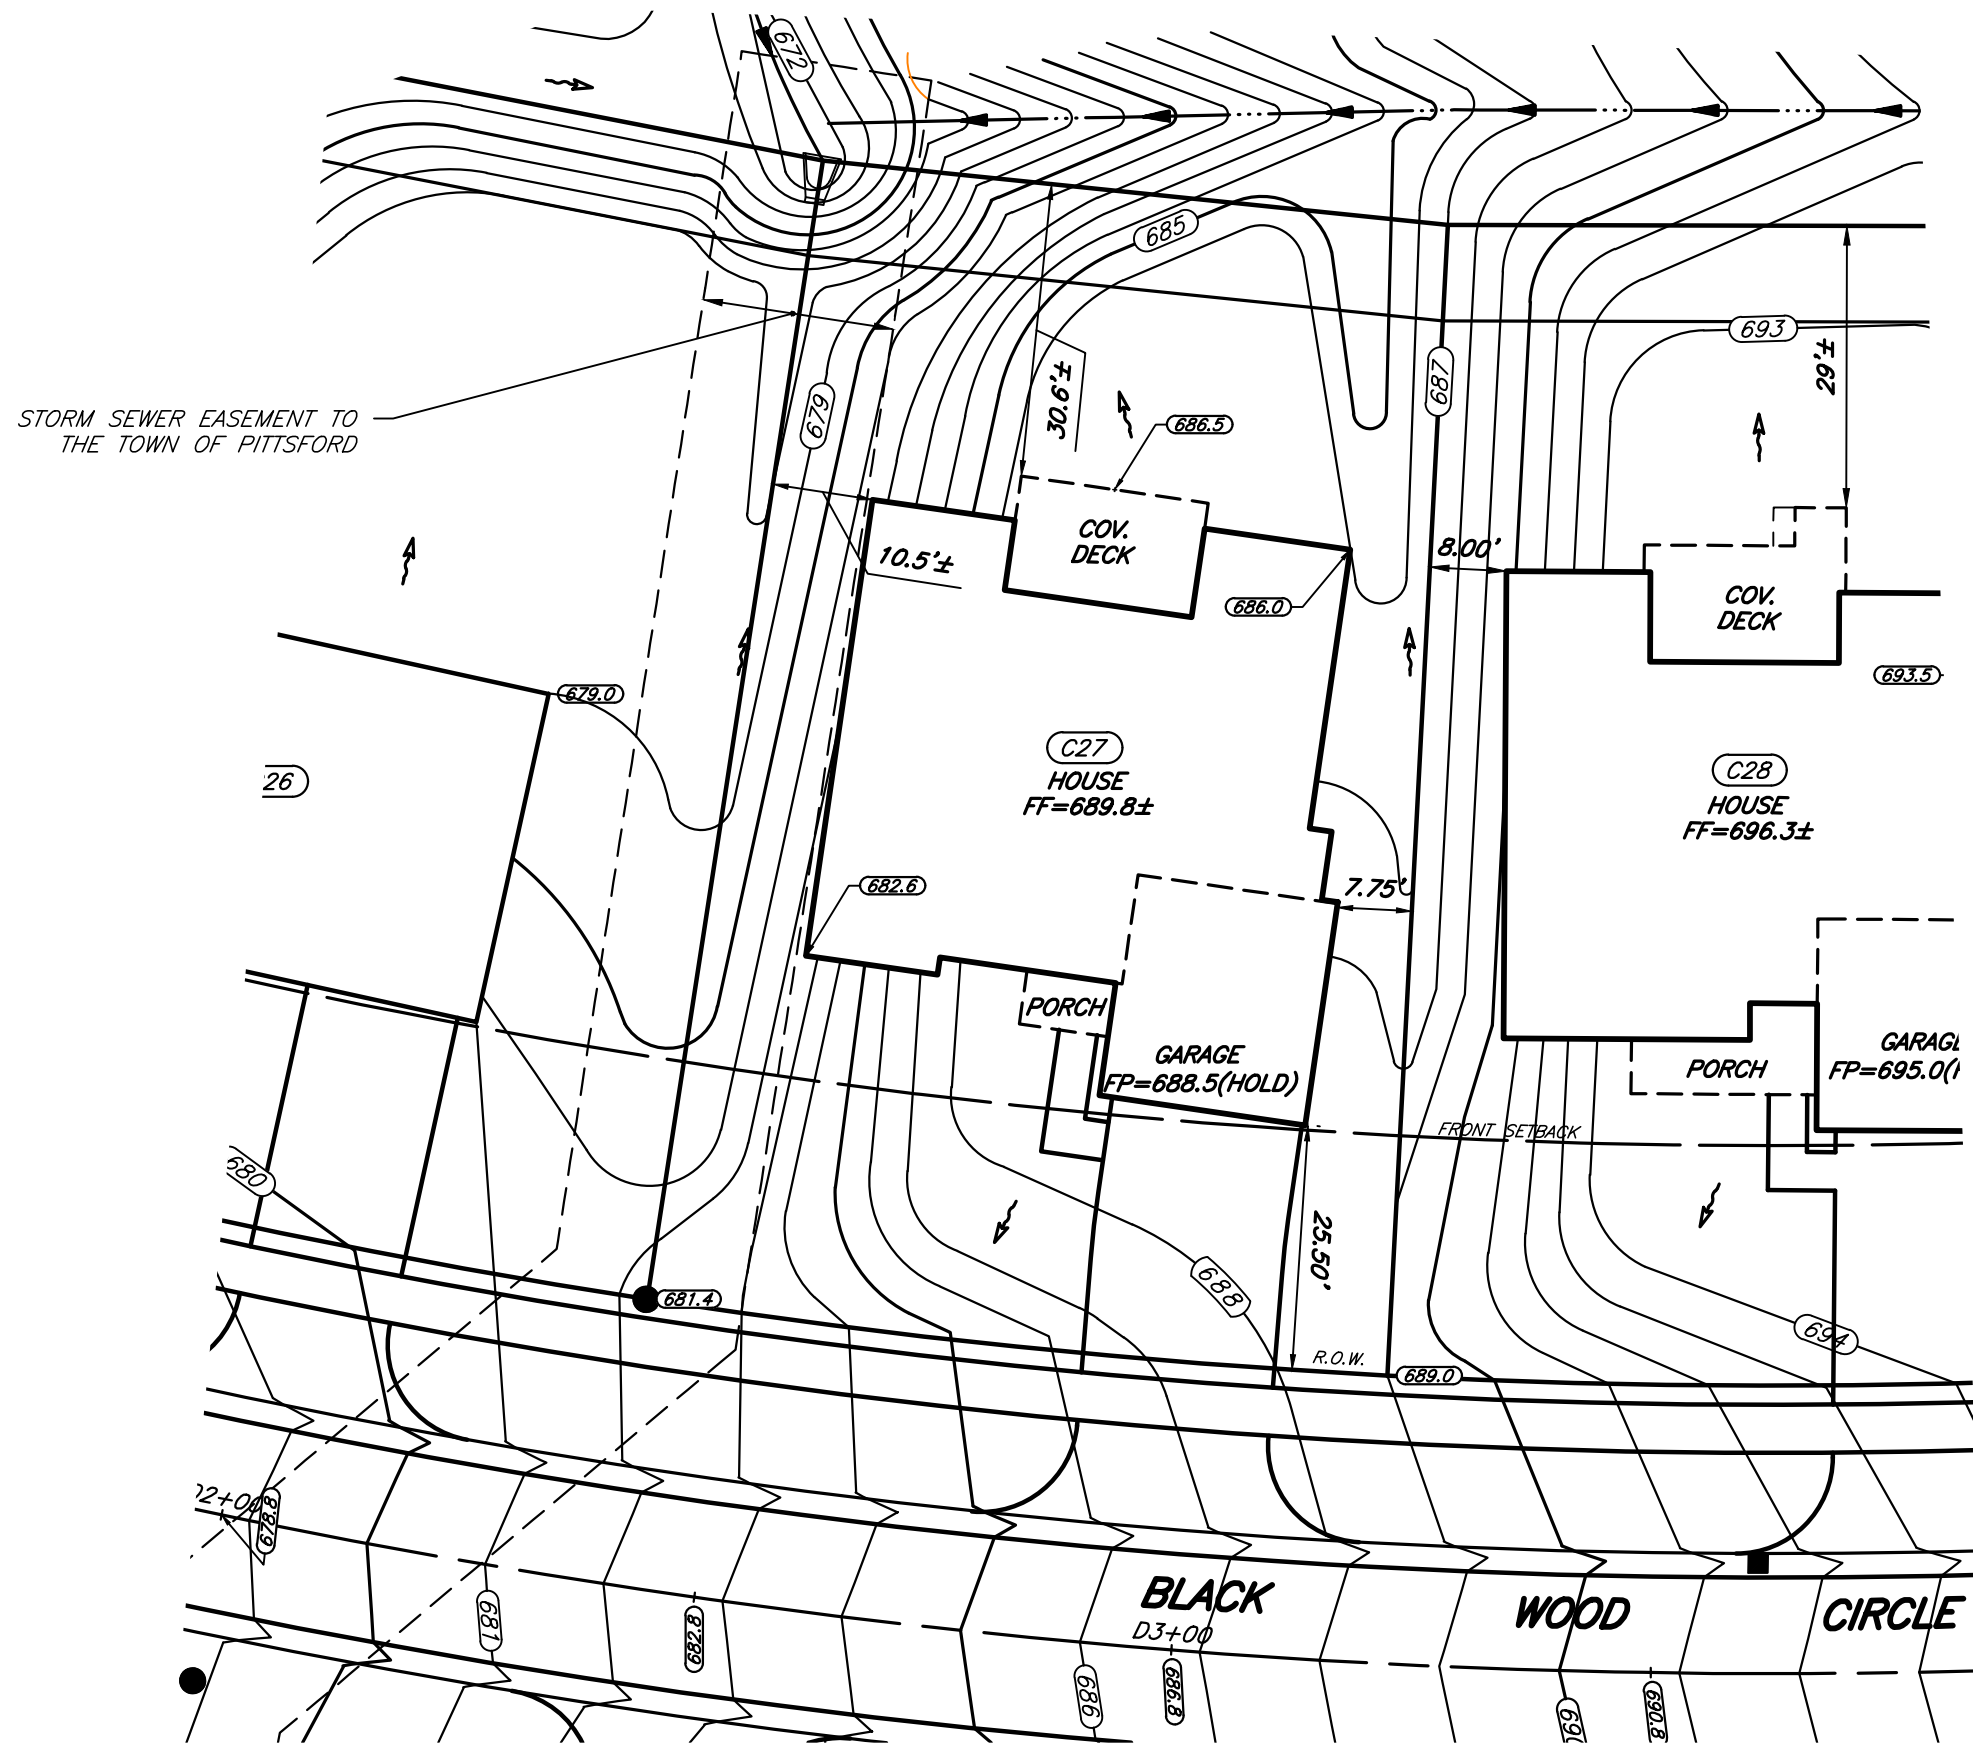 672
685
693
29'±
687
30.6'±
679
686.5
STORM SEWER EASEMENT TO
THE TOWN OF PITTSFORD
COV.
DECK
10.5'±
8.00'
686.0
COV.
DECK
693.5
679.0
C27
HOUSE
FF=689.8±
26
C28
HOUSE
FF=696.3±
682.6
7.75'
PORCH
GARAGE
FP=688.5(HOLD)
PORCH
GARAGE
FP=695.0(
FRONT SETBACK
680
25.50'
688
681.4
R.O.W.
689.0
694
02+00
678.8
681
682.8
BLACK WOOD CIRCLE
D3+00
686
686.8
690
690.8